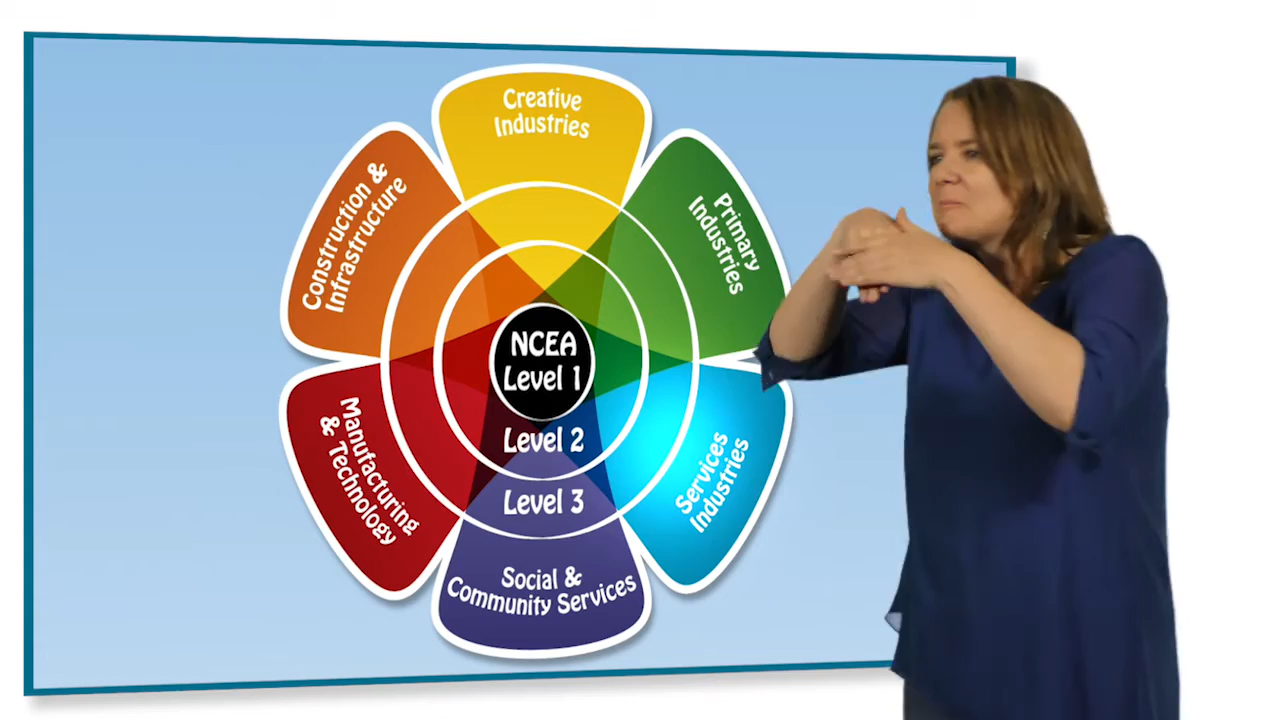 Creative
Industries
Construction &
Infrastructure
Primary
Industries
NCEA
Level 1
Level 2
Level 3
Manufacturing
& Technology
Services
Industries
Social &
Community Services